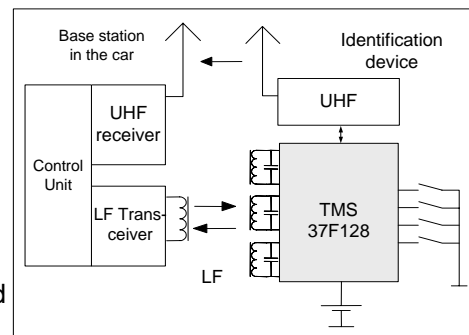 Base station
in the car
Identification
device
UHF
receiver
UHF
Control
Unit
LF Trans-
ceiver
TMS
37F128
LF
d